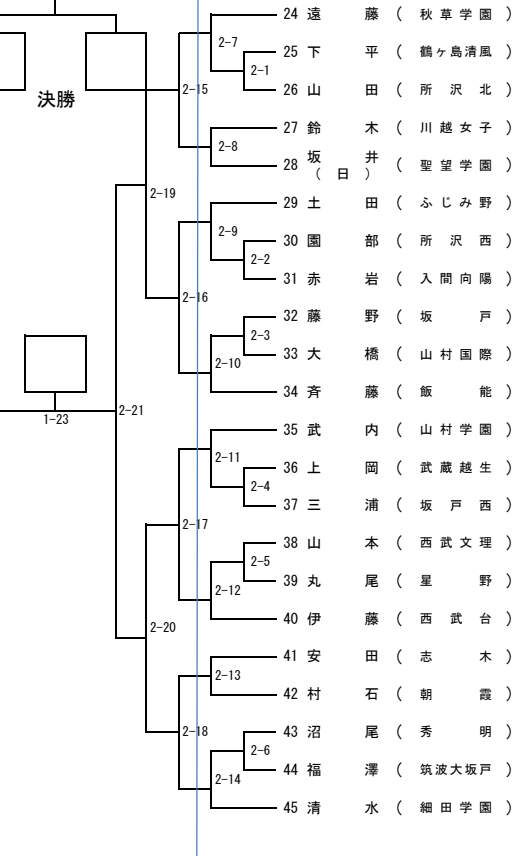 24 遠 藤 ( 秋草学園 )
2-7
25 下 平 ( 鶴ヶ島清風 )
2-1
2-15
26 山 田 ( 所沢北 )
決勝
27 鈴 木 ( 川越女子 )
2-8
28 坂 井 ( 聖望学園 )
( 日 )
2-19
29 土 田 ( ふじみ野 )
2-9
30 園 部 ( 所沢西 )
2-2
31 赤 岩 ( 入間向陽 )
2-16
32 藤 野 ( 坂戸 )
2-3
33 大 橋 ( 山村国際 )
2-10
34 斉 藤 ( 飯能 )
2-21
1-23
35 武 内 ( 山村学園 )
2-11
36 上 岡 ( 武蔵越生 )
2-4
37 三 浦 ( 坂戸西 )
2-17
38 山 本 ( 西武文理 )
2-5
39 丸 尾 ( 星野 )
2-12
40 伊 藤 ( 西武台 )
2-20
41 安 田 ( 志木 )
2-13
42 村 石 ( 朝霞 )
43 沼 尾 ( 秀明 )
2-18
2-6
44 福 澤 ( 筑波大坂戸 )
2-14
45 清 水 ( 細田学園 )